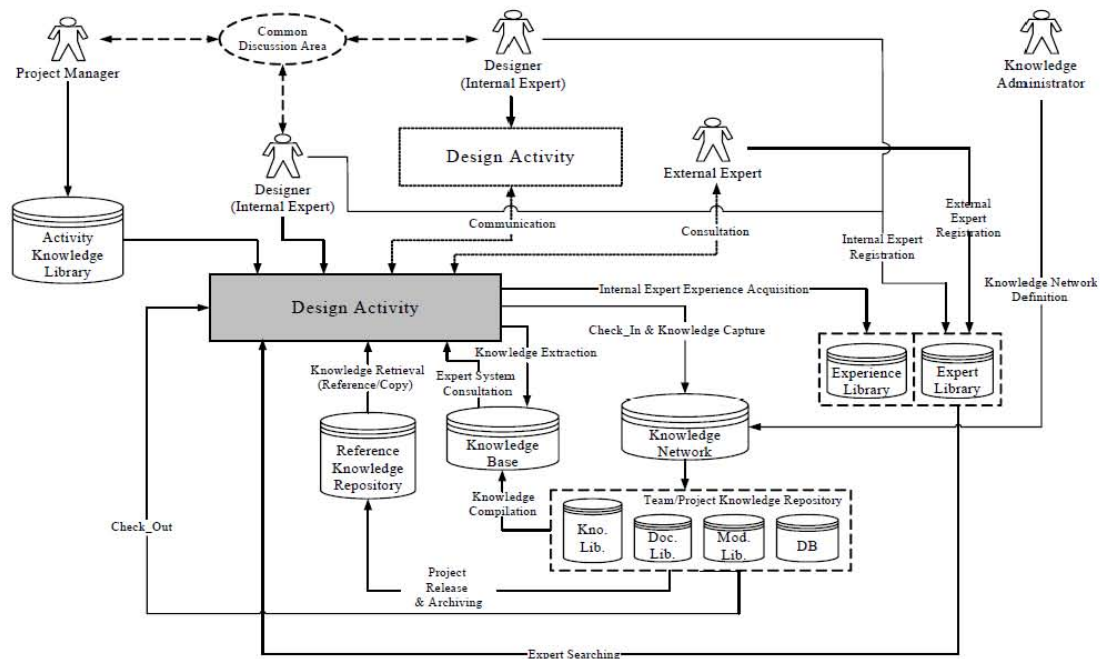 Common
Discussion Area
Project Manager
Designer
(Internal Expert)
Knowledge
Administrator
Design Activity
External Expert
Designer
(Internal Expert)
Communication
Consultation
External
Expert
Registration
Internal Expert
Registration
Activity
Knowledge
Library
Knowledge Network
Definition
Design Activity
Internal Expert Experience Acquisition
Check_In & Knowledge Capture
Knowledge Extraction
Knowledge Retrieval
(Reference/Copy)
Expert System
Consultation
Experience
Library
Expert
Library
Knowledge
Network
Knowledge
Base
Reference
Knowledge
Repository
Knowledge
Compilation
Team/Project Knowledge Repository
Kno.
Lib.
Doc.
Lib.
Mod.
Lib.
DB
Check_Out
Project
Release
& Archiving
Expert Searching